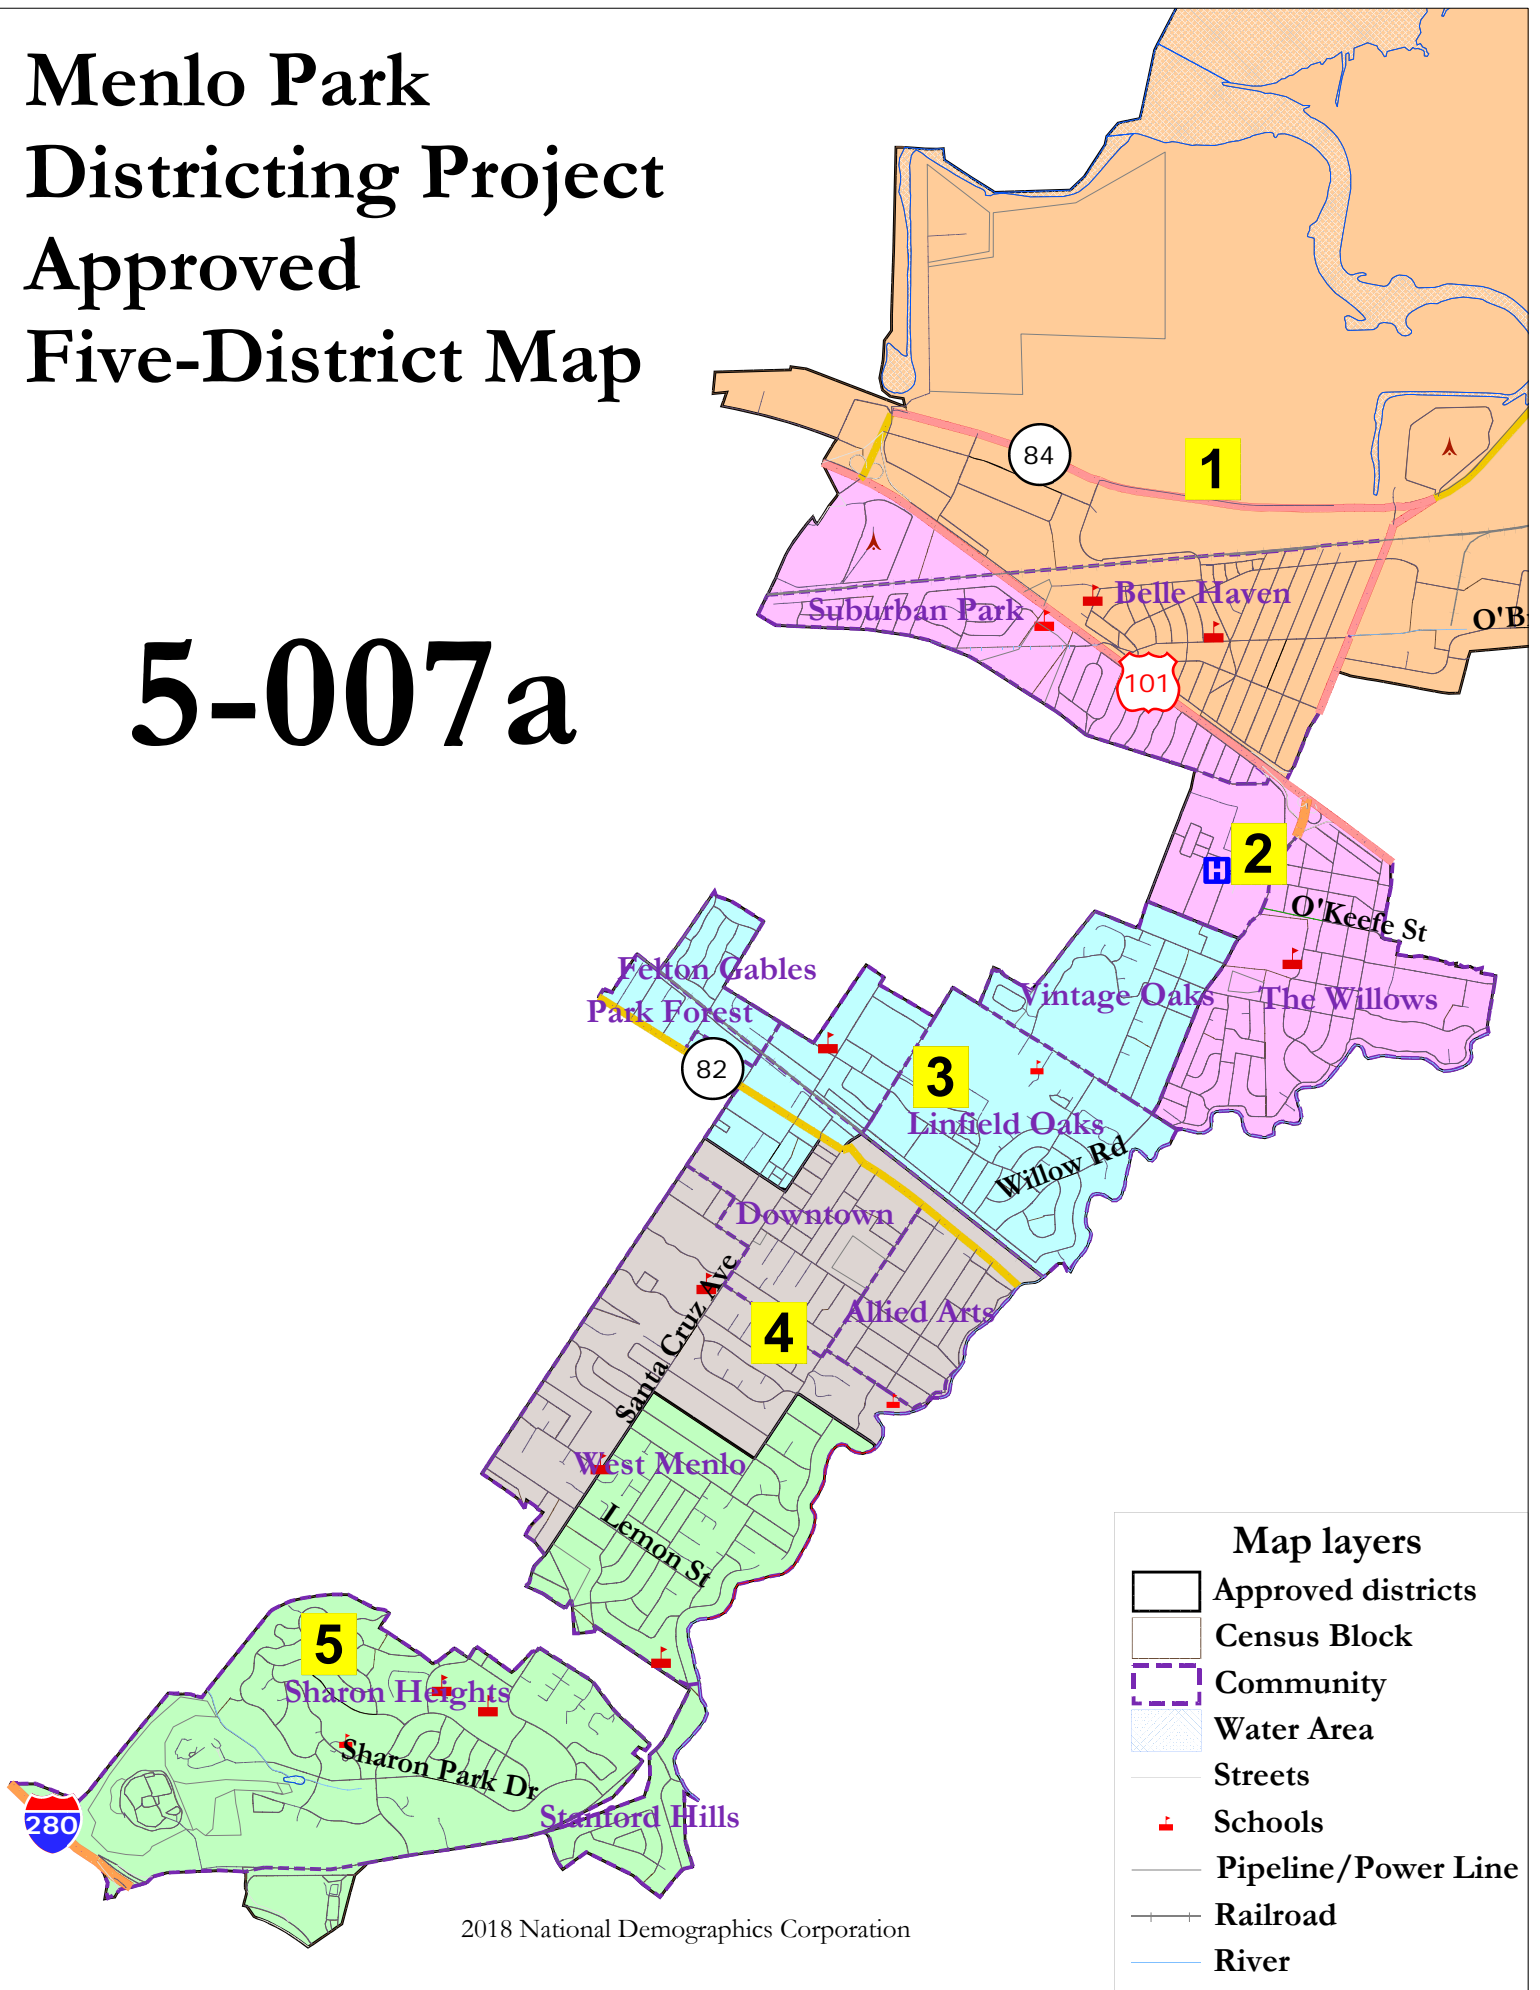 Menlo Park
Districting Project
Approved
Five-District Map
5-007a
84
1
Belle Haven
Suburban Park
O'B
101
2
H
O'Keefe St
Felton Gables
Park Forest
Vintage Oaks
The Willows
82
3
Linfield Oaks
Willow Rd
Downtown
Santa Cruz Ave
Allied Arts
4
West Menlo
Lemon St
5
Sharon Heights
Sharon Park Dr
Stanford Hills
280
2018 National Demographics Corporation
Map layers
Approved districts
Census Block
Community
Water Area
Streets
Schools
Pipeline/Power Line
Railroad
River